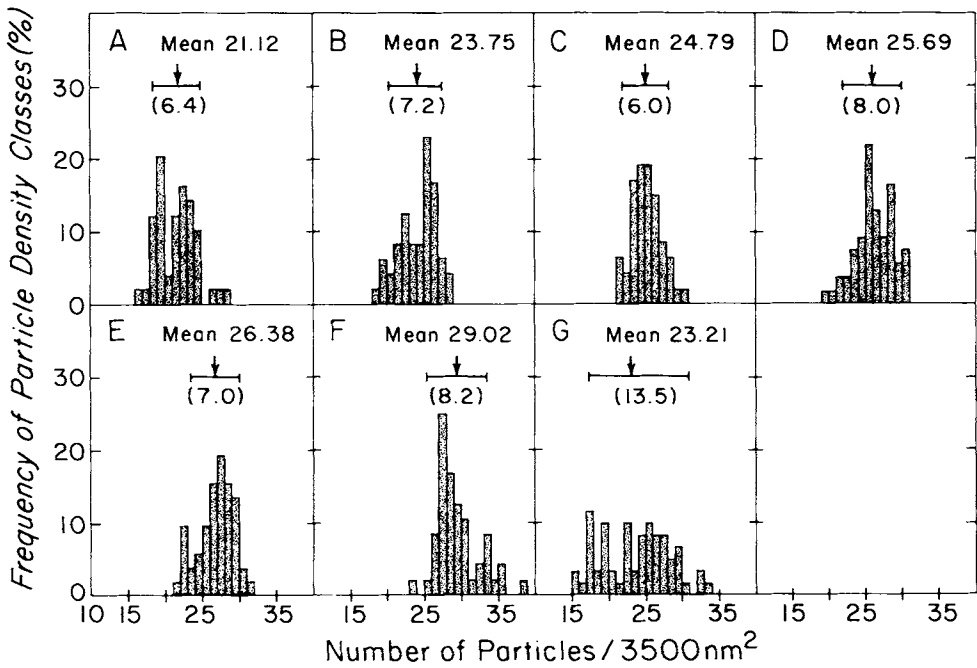 Frequency of Particle Density Classes (%)
A Mean 21.12
(6.4)
B Mean 23.75
(7.2)
C Mean 24.79
(6.0)
D Mean 25.69
(8.0)
30
20
10
0
E Mean 26.38
(7.0)
F Mean 29.02
(8.2)
G Mean 23.21
(13.5)
30
20
10
0
10 15 25 35 15 25 35 15 25 35 15 25 35
Number of Particles/3500nm²